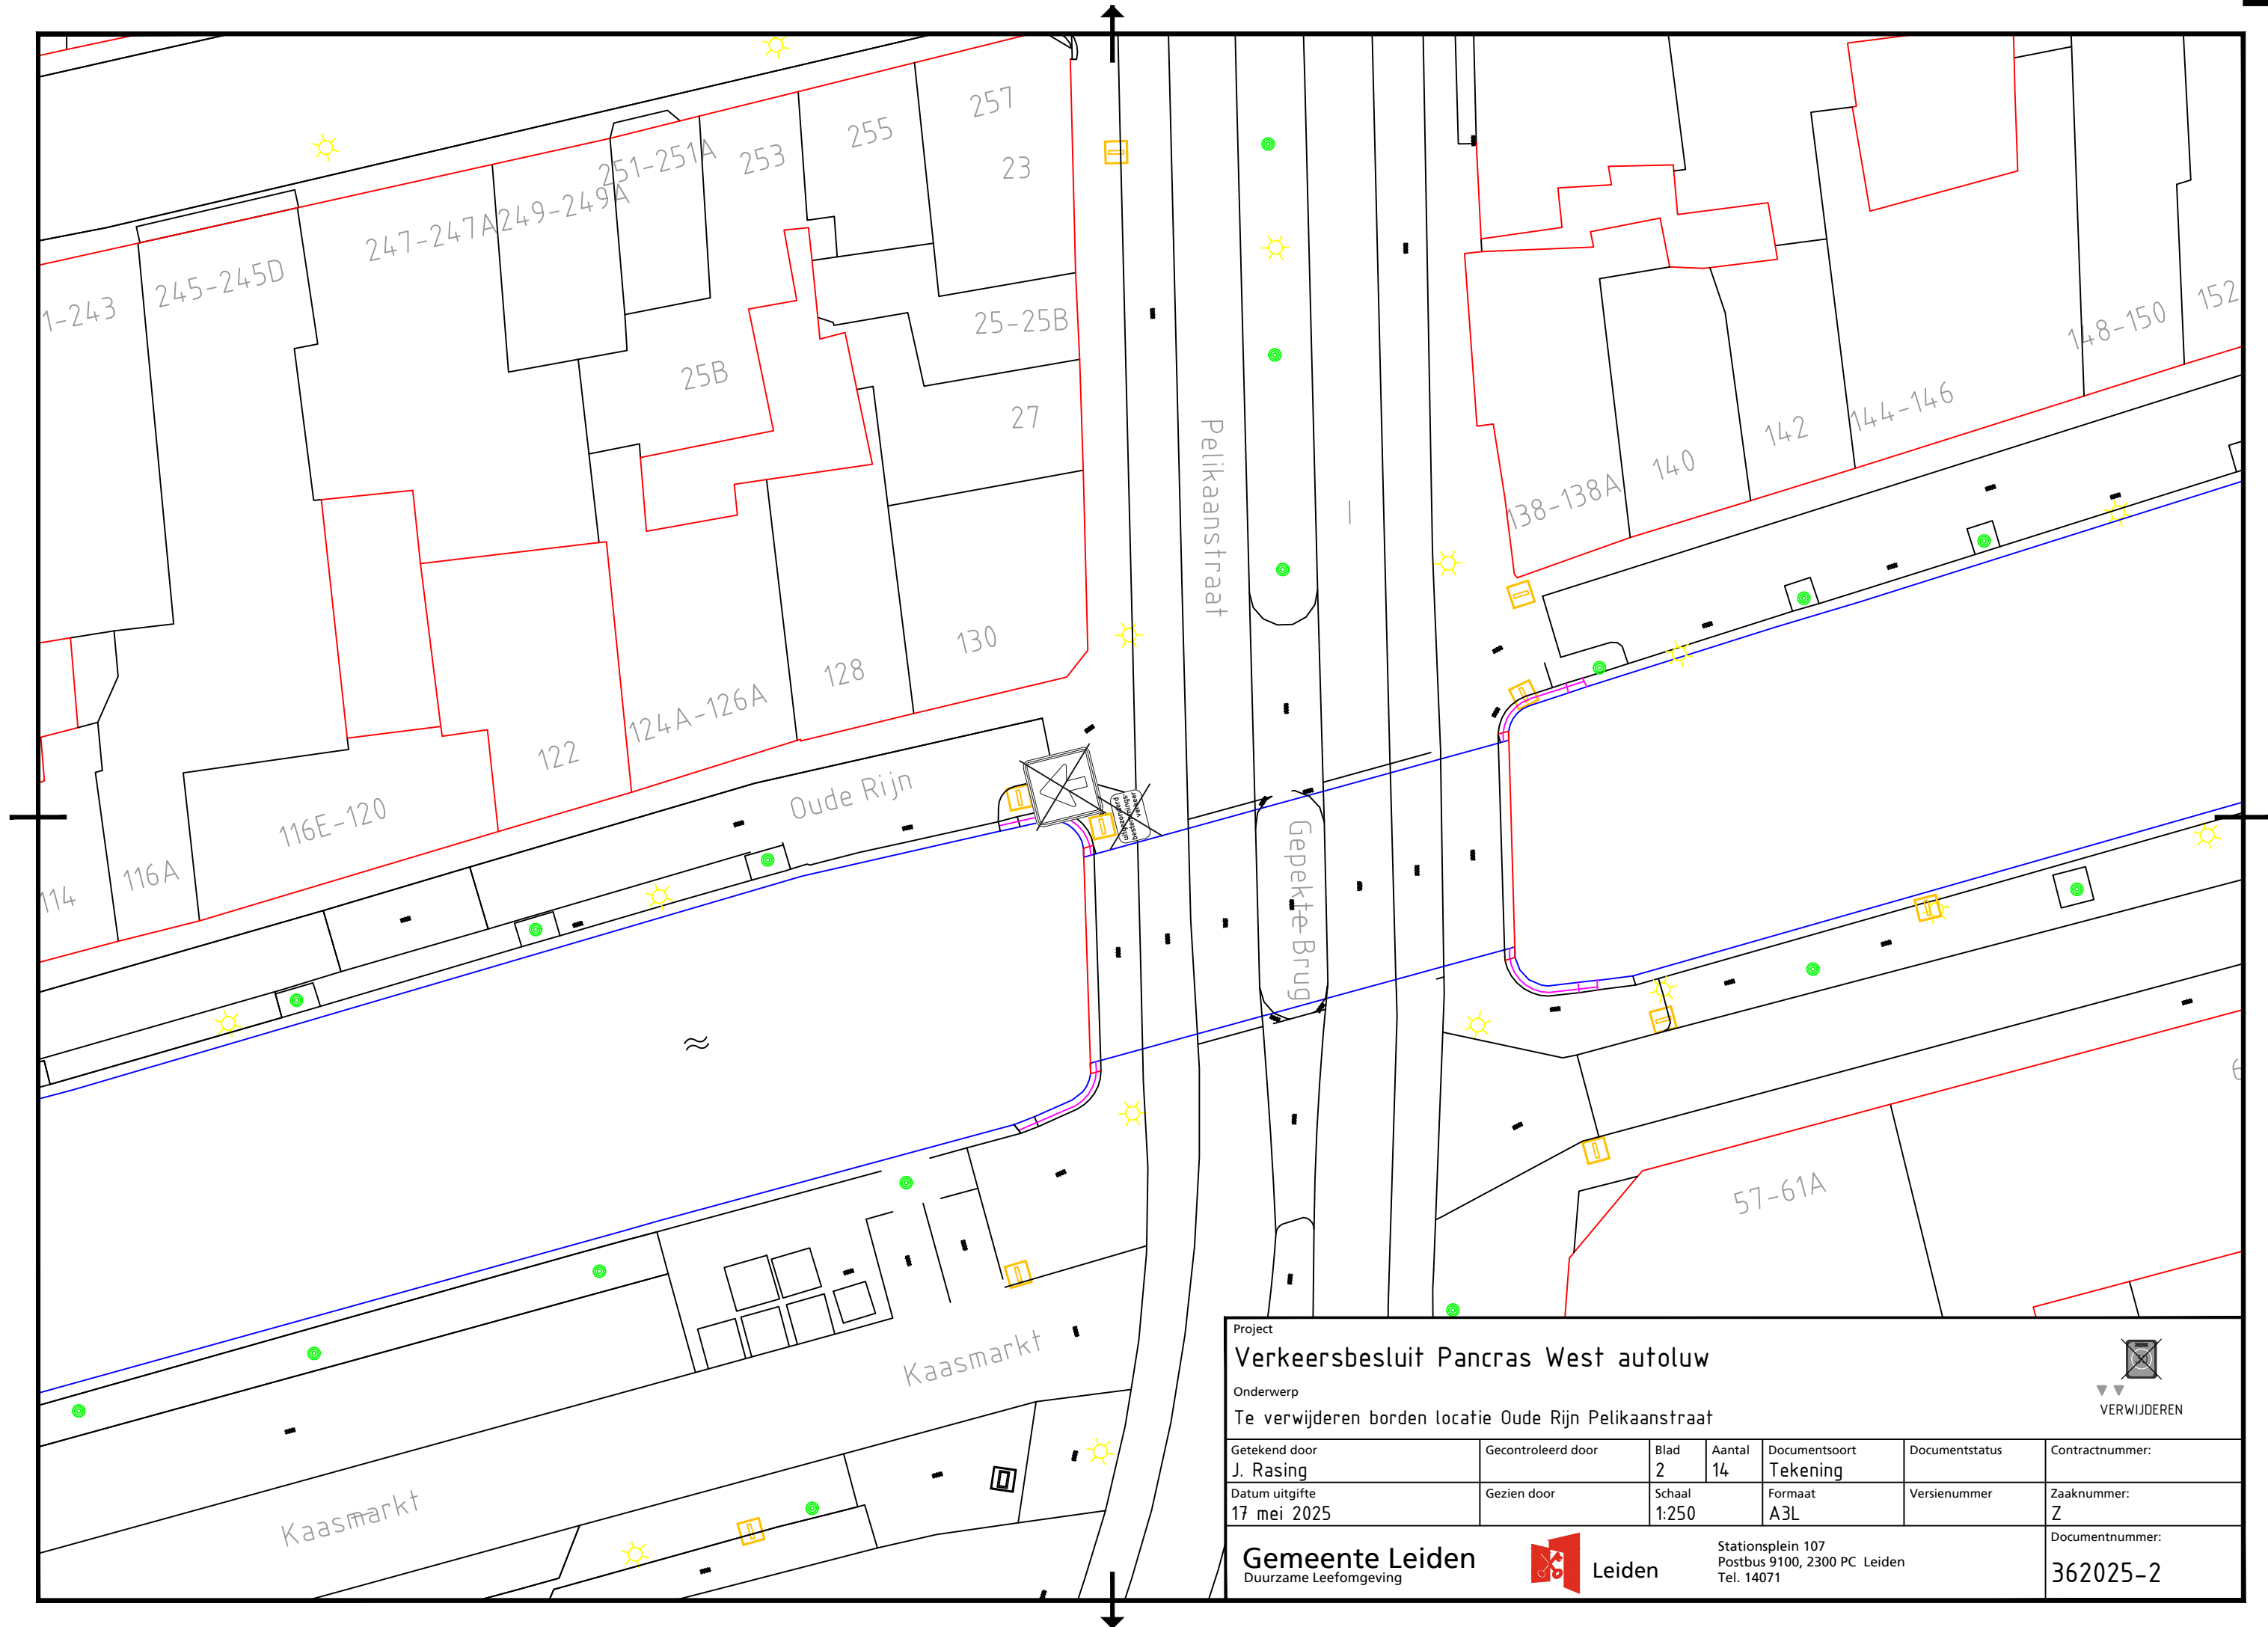 257
255
23
251-251A
253
247-247A
249-249A
245-245D
1-243
25-25B
25B
27
152
148-150
144-146
142
140
138-138A
Pelikaanstraat
130
128
124A-126A
122
116E-120
116A
114
Oude Rijn
uitgezonderd
bestemmings-
verkeer
Gepekte Brug
57-61A
6
Kaasmarkt
Kaasmarkt
Project
Verkeersbesluit Pancras West autoluw
Onderwerp
Te verwijderen borden locatie Oude Rijn Pelikaanstraat
VERWIJDEREN
Getekend door
J. Rasing
Gecontroleerd door
Blad
2
Aantal
14
Documentsoort
Tekening
Documentstatus
Contractnummer:
Datum uitgifte
17 mei 2025
Gezien door
Schaal
1:250
Formaat
A3L
Versienummer
Zaaknummer:
Z
Gemeente Leiden
Duurzame Leefomgeving
Leiden
Stationsplein 107
Postbus 9100, 2300 PC Leiden
Tel. 14071
Documentnummer:
362025-2